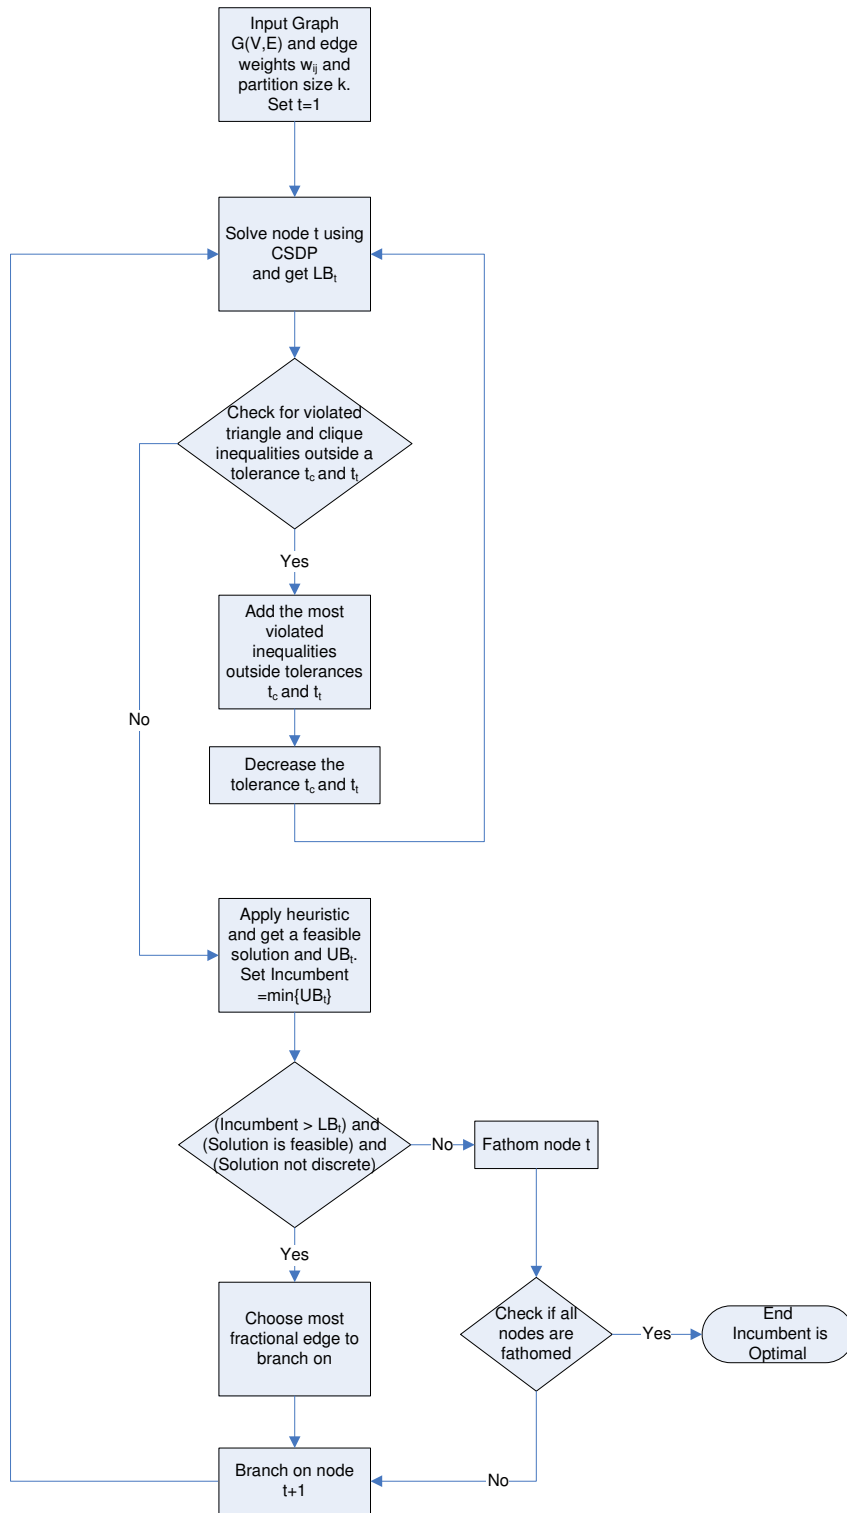 Input Graph
G(V,E) and edge
weights wij and
partition size k.
Set t=1
Solve node t using
CSDP
and get LBt
Check for violated
triangle and clique
inequalities outside a
tolerance tc and tt
Yes
Add the most
violated
inequalities
outside tolerances
tc and tt
No
Decrease the
tolerance tc and tt
Apply heuristic
and get a feasible
solution and UBt.
Set Incumbent
=min{UBt}
(Incumbent > LBt) and
(Solution is feasible) and
(Solution not discrete)
No
Fathom node t
Yes
Choose most
fractional edge to
branch on
Check if all
nodes are
fathomed
Yes
End
Incumbent is
Optimal
No
Branch on node
t+1